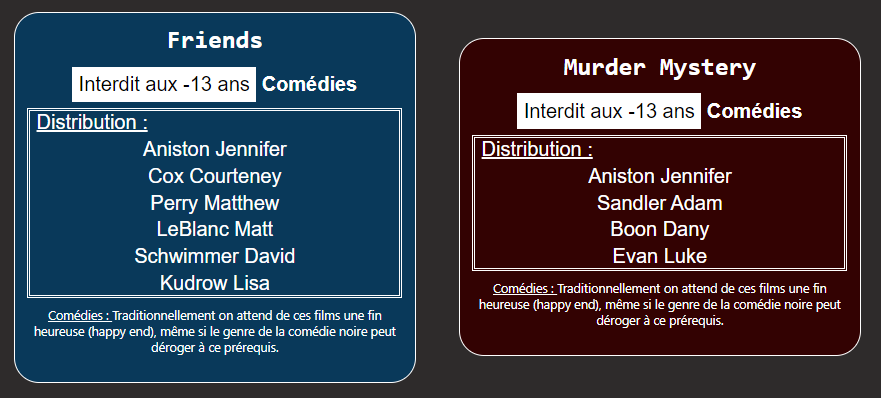 Friends
Interdit aux -13 ans Comédies
Distribution :
Aniston Jennifer
Cox Courteney
Perry Matthew
LeBlanc Matt
Schwimmer David
Kudrow Lisa
Comédies : Traditionnellement on attend de ces films une fin
heureuse (happy end), même si le genre de la comédie noire peut
déroger à ce prérequis.
Murder Mystery
Interdit aux -13 ans Comédies
Distribution :
Aniston Jennifer
Sandler Adam
Boon Dany
Evan Luke
Comédies : Traditionnellement on attend de ces films une fin
heureuse (happy end), même si le genre de la comédie noire peut
déroger à ce prérequis.